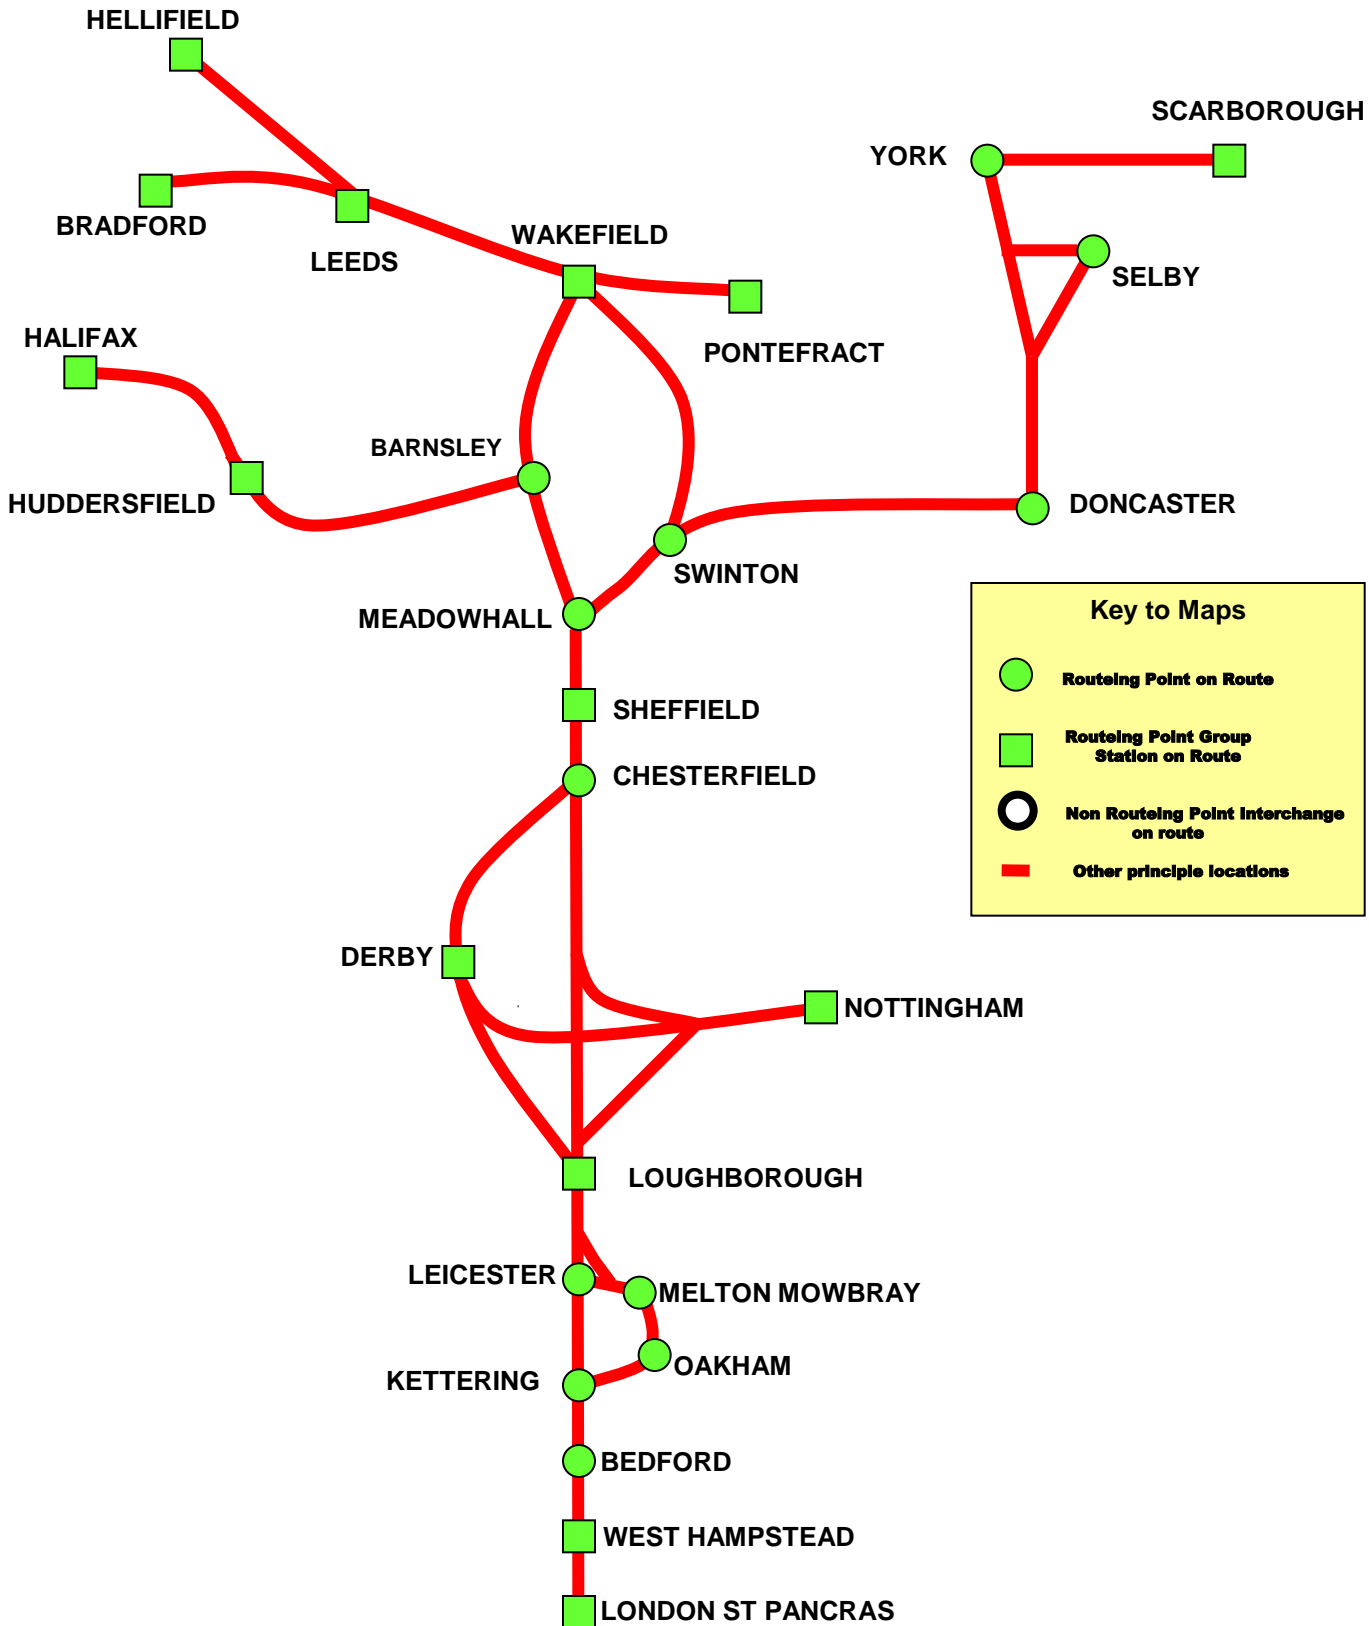 HELLIFIELD
SCARBOROUGH
YORK
BRADFORD
WAKEFIELD
LEEDS
SELBY
HALIFAX
PONTEFRACT
BARNSLEY
HUDDERSFIELD
DONCASTER
SWINTON
MEADOWHALL
Key to Maps
Routeing Point on Route
Routeing Point Group
Station on Route
Non Routeing Point Interchange
on route
Other principle locations
SHEFFIELD
CHESTERFIELD
DERBY
NOTTINGHAM
LOUGHBOROUGH
LEICESTER
MELTON MOWBRAY
OAKHAM
KETTERING
BEDFORD
WEST HAMPSTEAD
LONDON ST PANCRAS